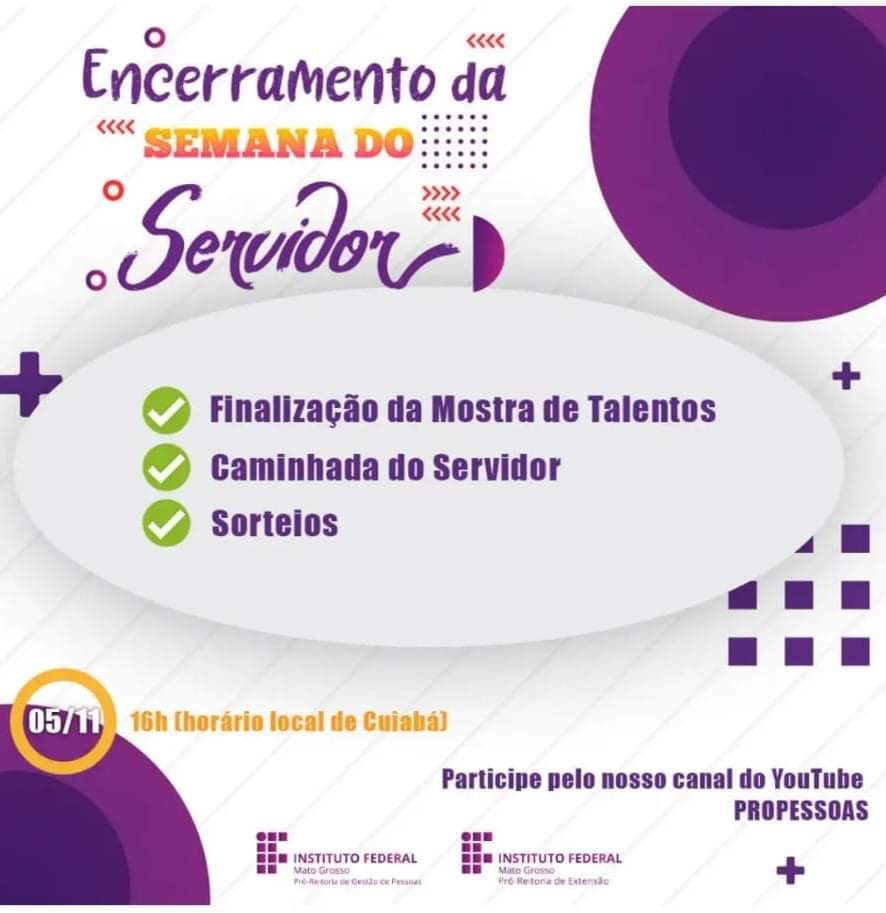 Encerramento da
SEMANA DO
Servidor
Finalização da Mostra de Talentos
Caminhada do Servidor
Sorteios
05/11
16h (horário local de Cuiabá)
Participe pelo nosso canal do YouTube
PROPESSOAS
INSTITUTO FEDERAL
Mato Grosso
Pró-Reitoria de Gestão de Pessoas
INSTITUTO FEDERAL
Mato Grosso
Pró-Reitoria de Extensão